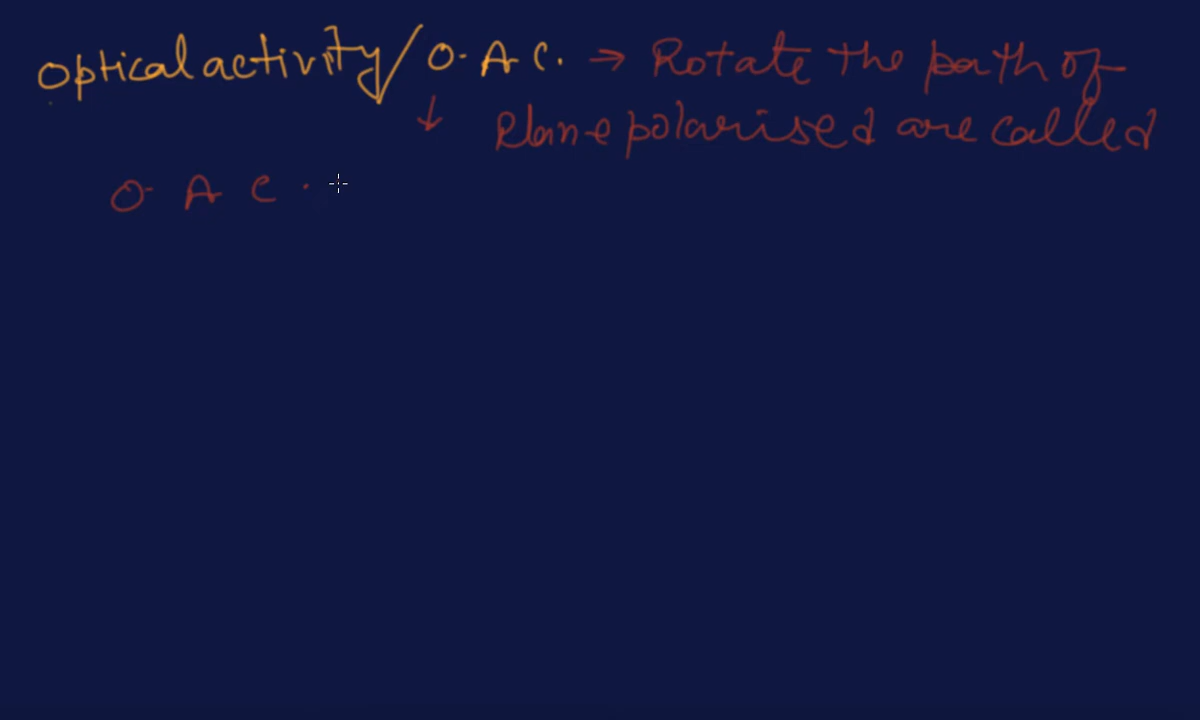 Optical activity / O. A C. → Rotate the path of
↓ Plane polarised are called
O A C .